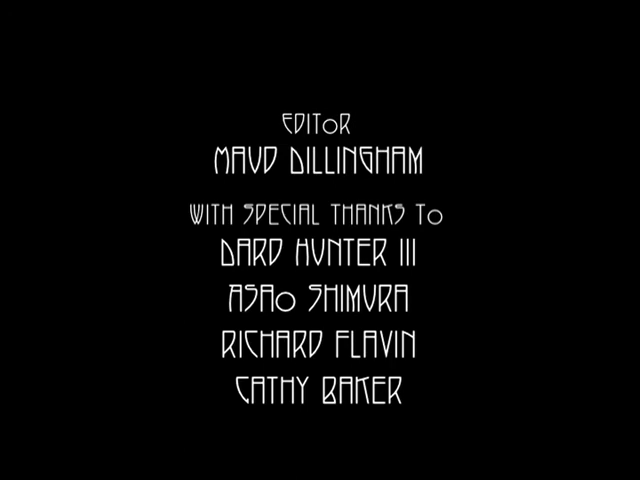 EDITOR
MAUD DILLINGHAM
WITH SPECIAL THANKS TO
DARD HUNTER III
ASAO SHIMURA
RICHARD FLAVIN
CATHY BAKER